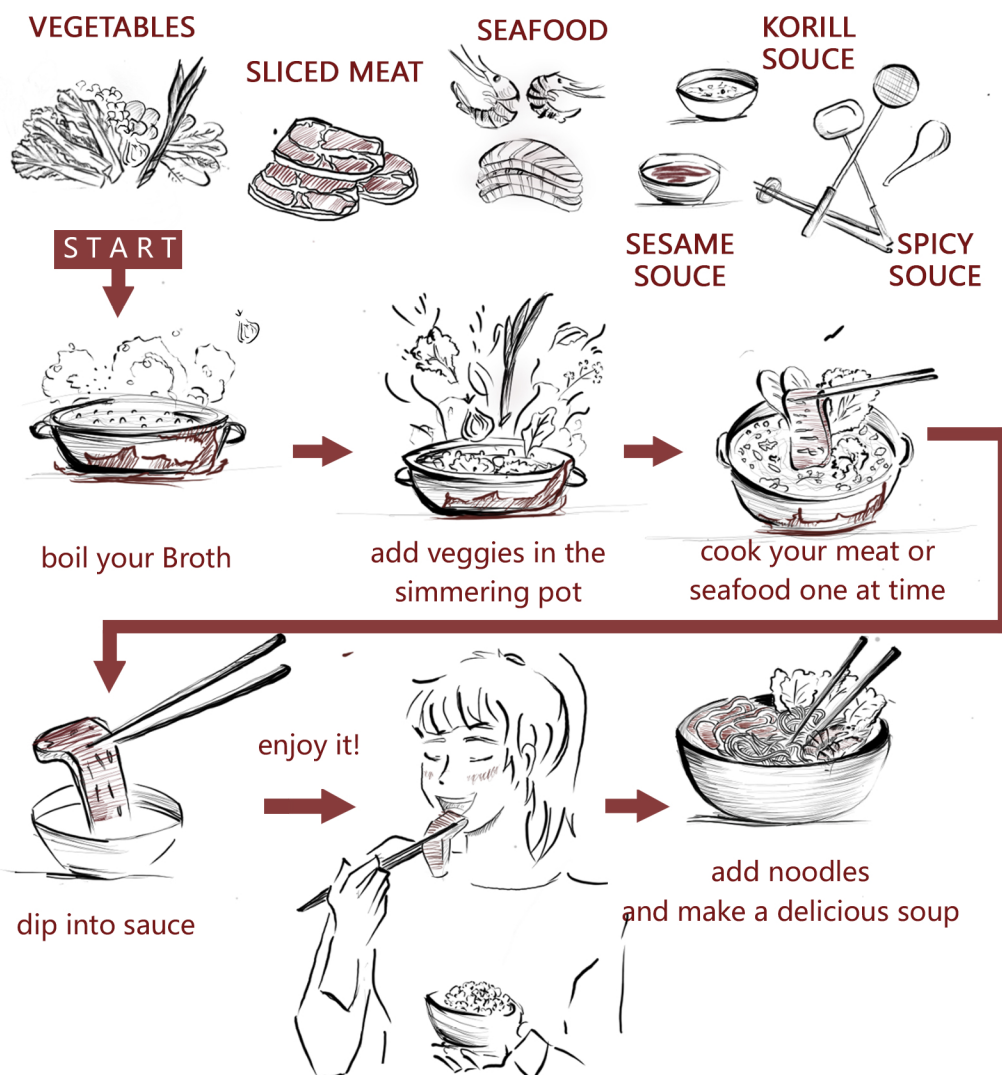 VEGETABLES
SLICED MEAT
SEAFOOD
KORILL
SOUCE
SESAME
SOUCE
SPICY
SOUCE
START
boil your Broth
add veggies in the
simmering pot
cook your meat or
seafood one at time
dip into sauce
enjoy it!
add noodles
and make a delicious soup